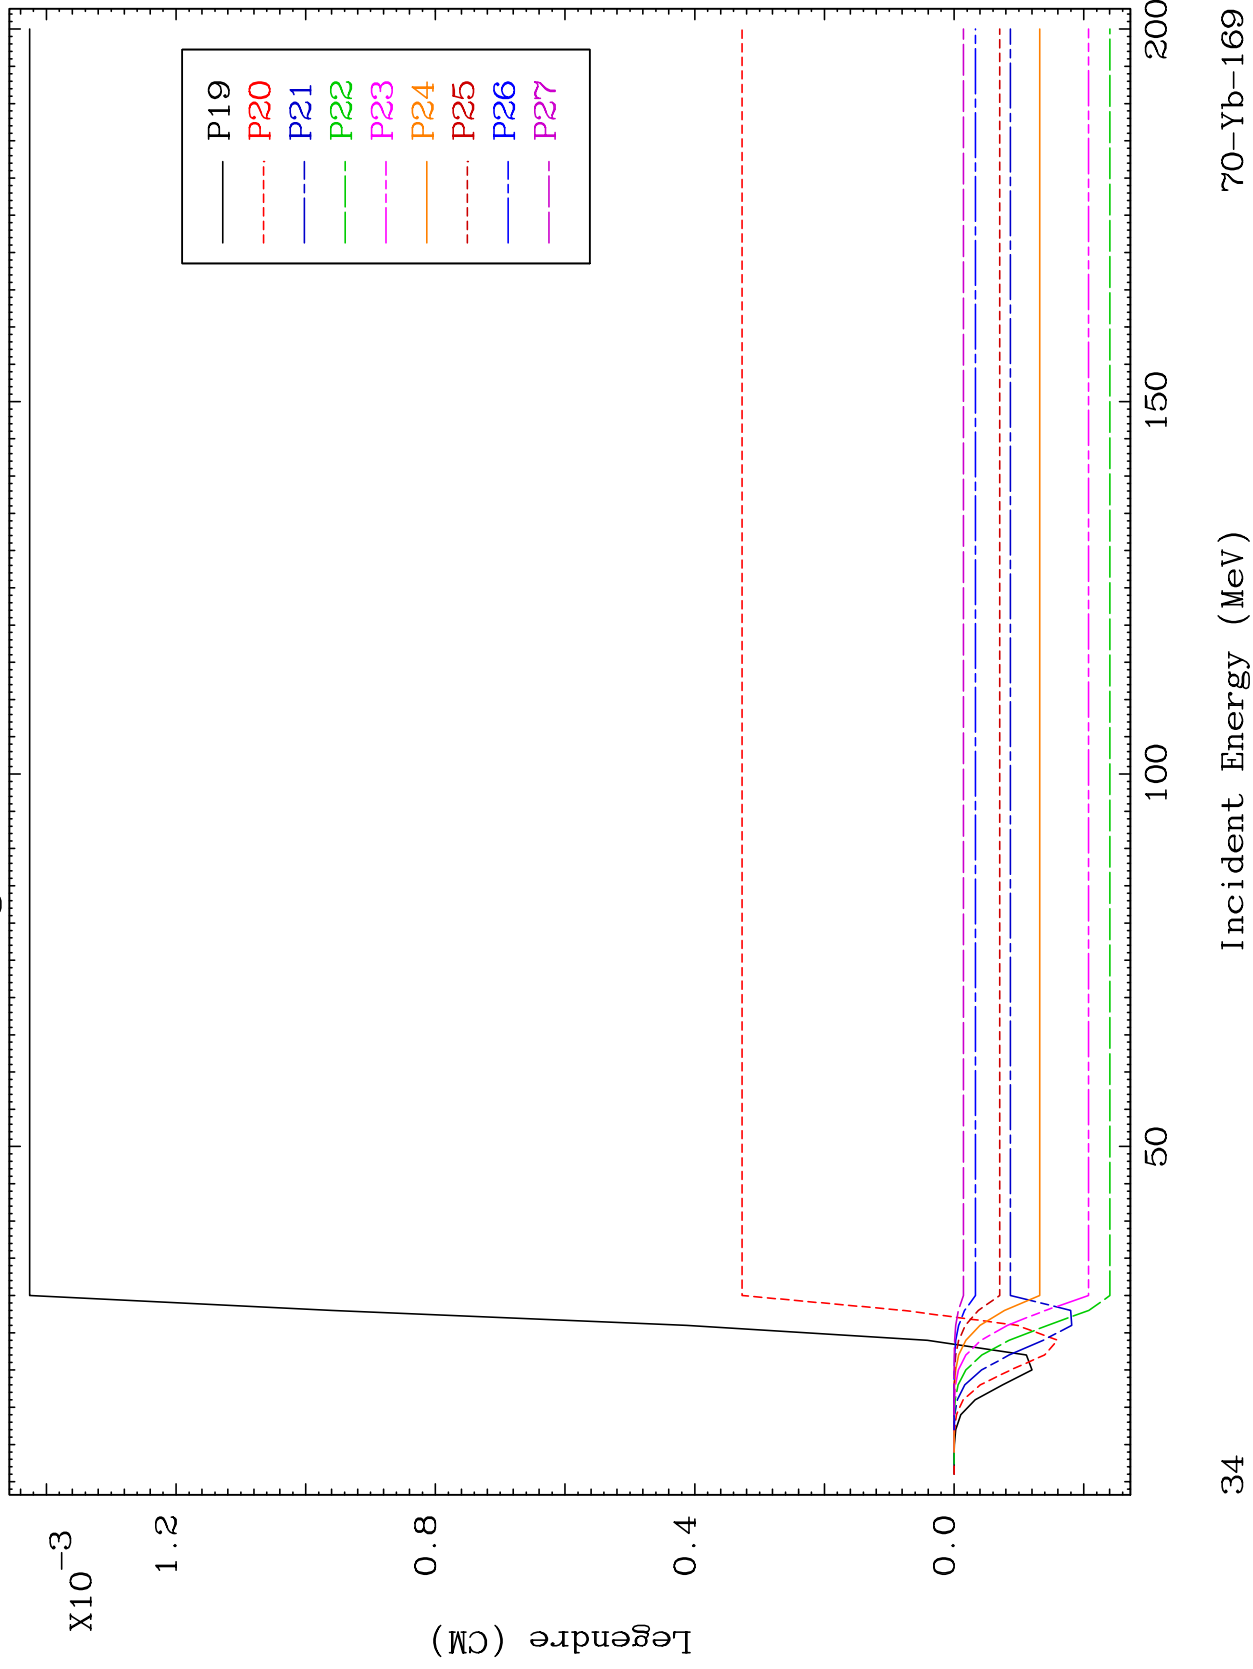 X10-3
1.2
0.8
0.4
0.0
Legendre (CM)
P19
P20
P21
P22
P23
P24
P25
P26
P27
50
100
150
200
34
Incident Energy (MeV)
70-Yb-169